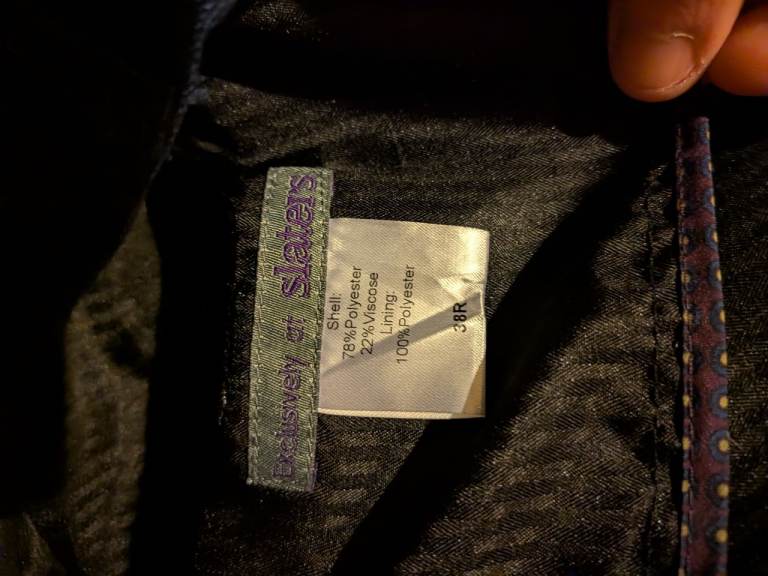 Exclusively at slaters
Shell:
78%Polyester
22%Viscose
Lining:
100%Polyester
38R